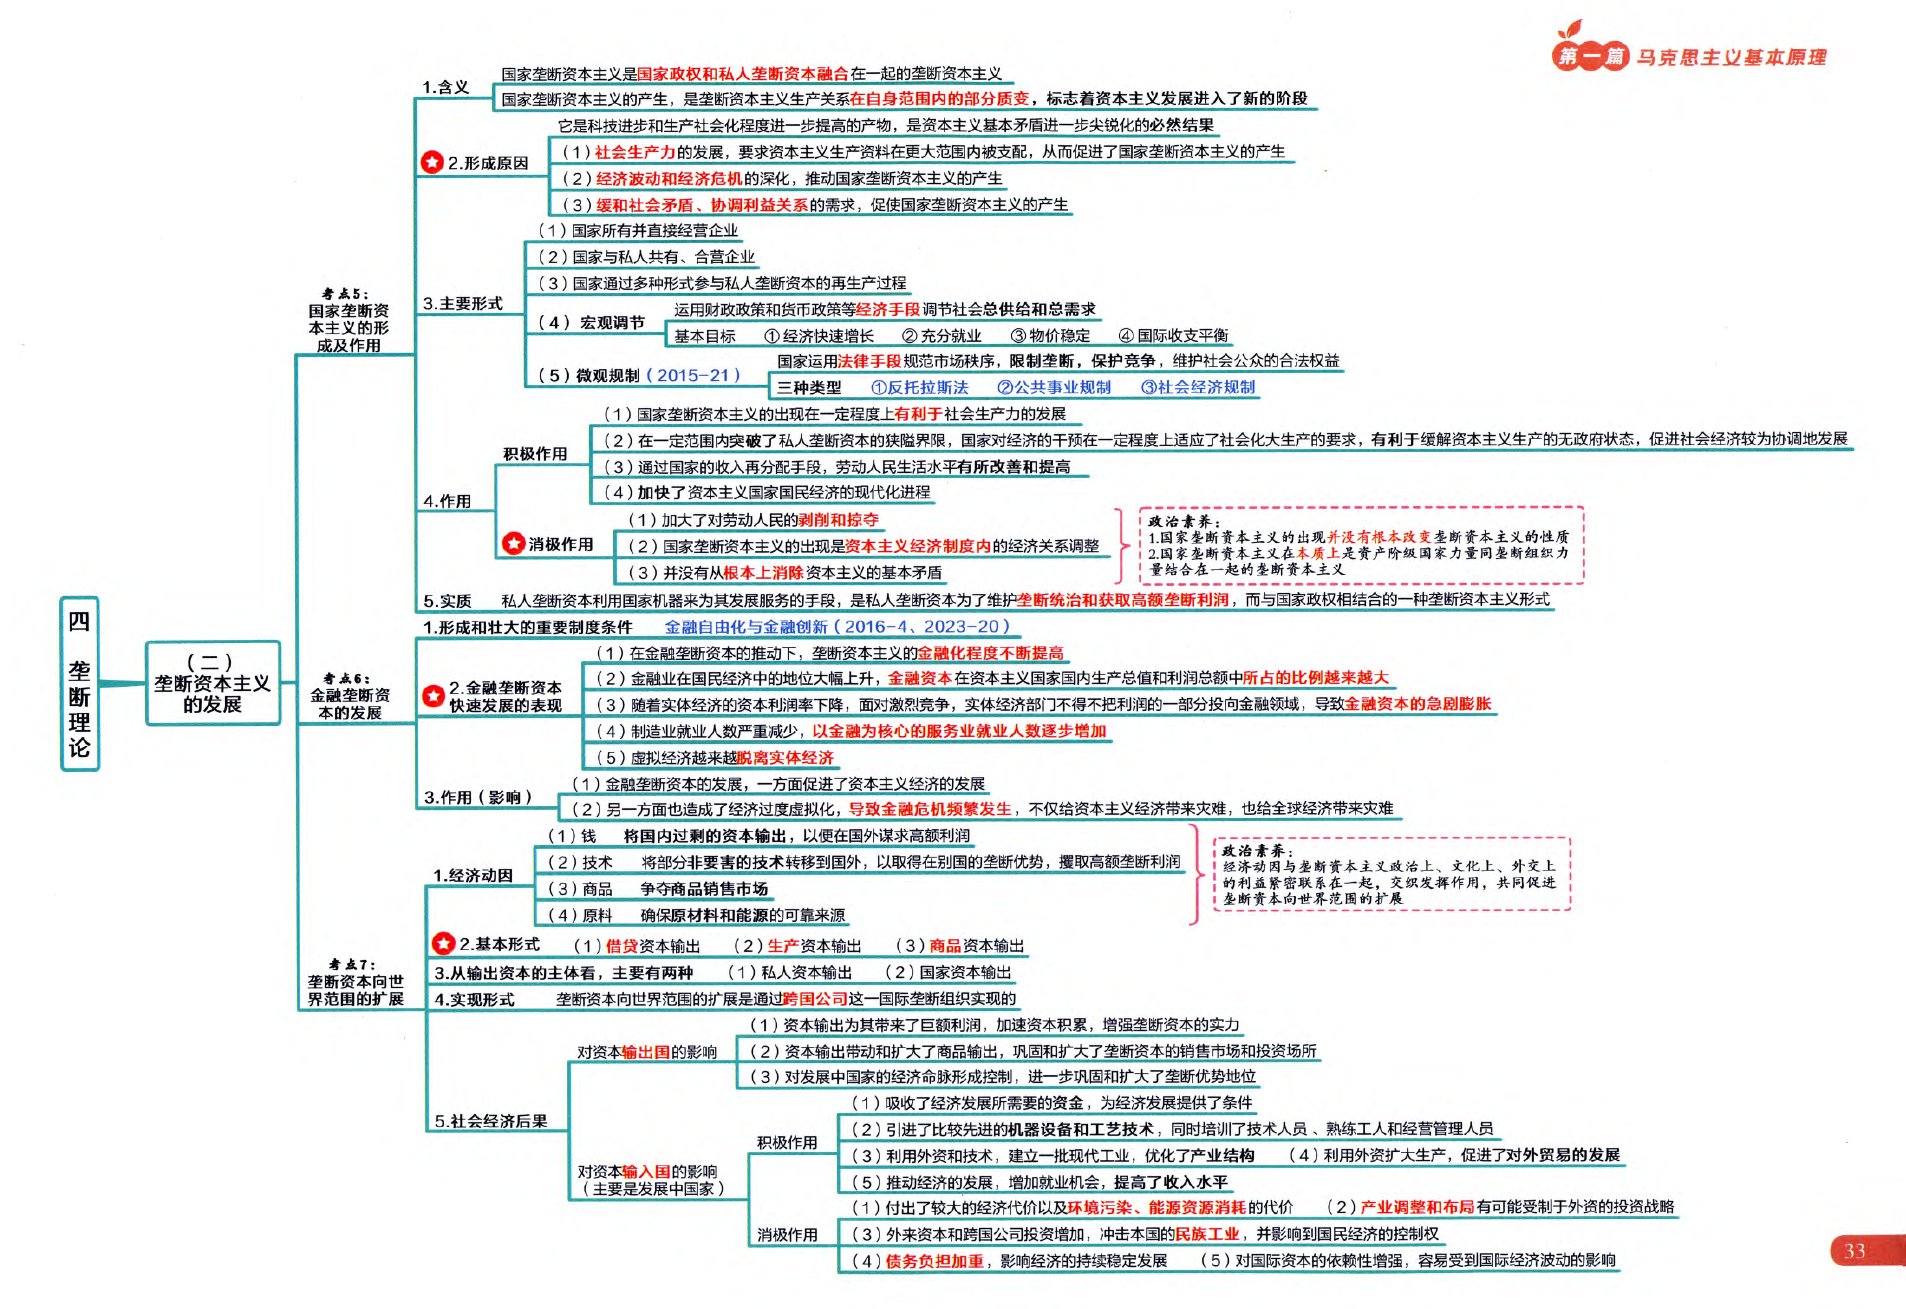 第一篇 马克思主义基本原理
四 垄断理论
(二)
垄断资本主义
的发展
考点5:
国家垄断资
本主义的形
成及作用
1.含义
国家垄断资本主义是国家政权和私人垄断资本融合在一起的垄断资本主义
国家垄断资本主义的产生,是垄断资本主义生产关系在自身范围内的部分质变,标志着资本主义发展进入了新的阶段
2.形成原因
它是科技进步和生产社会化程度进一步提高的产物,是资本主义基本矛盾进一步尖锐化的必然结果
(1)社会生产力的发展,要求资本主义生产资料在更大范围内被支配,从而促进了国家垄断资本主义的产生
(2)经济波动和经济危机的深化,推动国家垄断资本主义的产生
(3)缓和社会矛盾、协调利益关系的需求,促使国家垄断资本主义的产生
3.主要形式
(1)国家所有并直接经营企业
(2)国家与私人共有、合营企业
(3)国家通过多种形式参与私人垄断资本的再生产过程
(4)宏观调节
运用财政政策和货币政策等经济手段调节社会总供给和总需求
基本目标 ①经济快速增长 ②充分就业 ③物价稳定 ④国际收支平衡
(5)微观规制(2015-21)
国家运用法律手段规范市场秩序,限制垄断,保护竞争,维护社会公众的合法权益
三种类型 ①反托拉斯法 ②公共事业规制 ③社会经济规制
4.作用
积极作用
(1)国家垄断资本主义的出现在一定程度上有利于社会生产力的发展
(2)在一定范围内突破了私人垄断资本的狭隘界限,国家对经济的干预在一定程度上适应了社会化大生产的要求,有利于缓解资本主义生产的无政府状态,促进社会经济较为协调地发展
(3)通过国家的收入再分配手段,劳动人民生活水平有所改善和提高
(4)加快了资本主义国家国民经济的现代化进程
消极作用
(1)加大了对劳动人民的剥削和掠夺
(2)国家垄断资本主义的出现是资本主义经济制度内的经济关系调整
(3)并没有从根本上消除资本主义的基本矛盾
政治素养:
1.国家垄断资本主义的出现并没有根本改变垄断资本主义的性质
2.国家垄断资本主义在本质上是资产阶级国家力量同垄断组织力
量结合在一起的垄断资本主义
5.实质 私人垄断资本利用国家机器来为其发展服务的手段,是私人垄断资本为了维护垄断统治和获取高额垄断利润,而与国家政权相结合的一种垄断资本主义形式
考点6:
金融垄断资
本的发展
1.形成和壮大的重要制度条件 金融自由化与金融创新(2016-4、2023-20)
2.金融垄断资本
快速发展的表现
(1)在金融垄断资本的推动下,垄断资本主义的金融化程度不断提高
(2)金融业在国民经济中的地位大幅上升,金融资本在资本主义国家国内生产总值和利润总额中所占的比例越来越大
(3)随着实体经济的资本利润率下降,面对激烈竞争,实体经济部门不得不把利润的一部分投向金融领域,导致金融资本的急剧膨胀
(4)制造业就业人数严重减少,以金融为核心的服务业就业人数逐步增加
(5)虚拟经济越来越脱离实体经济
3.作用(影响)
(1)金融垄断资本的发展,一方面促进了资本主义经济的发展
(2)另一方面也造成了经济过度虚拟化,导致金融危机频繁发生,不仅给资本主义经济带来灾难,也给全球经济带来灾难
考点7:
垄断资本向世
界范围的扩展
1.经济动因
(1)钱 将国内过剩的资本输出,以便在国外谋求高额利润
(2)技术 将部分非要害的技术转移到国外,以取得在别国的垄断优势,攫取高额垄断利润
(3)商品 争夺商品销售市场
(4)原料 确保原材料和能源的可靠来源
政治素养:
经济动因与垄断资本主义政治上、文化上、外交上
的利益紧密联系在一起,交织发挥作用,共同促进
垄断资本向世界范围的扩展
2.基本形式 (1)借贷资本输出 (2)生产资本输出 (3)商品资本输出
3.从输出资本的主体看,主要有两种 (1)私人资本输出 (2)国家资本输出
4.实现形式 垄断资本向世界范围的扩展是通过跨国公司这一国际垄断组织实现的
5.社会经济后果
对资本输出国的影响
(1)资本输出为其带来了巨额利润,加速资本积累,增强垄断资本的实力
(2)资本输出带动和扩大了商品输出,巩固和扩大了垄断资本的销售市场和投资场所
(3)对发展中国家的经济命脉形成控制,进一步巩固和扩大了垄断优势地位
对资本输入国的影响
(主要是发展中国家)
积极作用
(1)吸收了经济发展所需要的资金,为经济发展提供了条件
(2)引进了比较先进的机器设备和工艺技术,同时培训了技术人员、熟练工人和经营管理人员
(3)利用外资和技术,建立一批现代工业,优化了产业结构 (4)利用外资扩大生产,促进了对外贸易的发展
(5)推动经济的发展,增加就业机会,提高了收入水平
消极作用
(1)付出了较大的经济代价以及环境污染、能源资源消耗的代价 (2)产业调整和布局有可能受制于外资的投资战略
(3)外来资本和跨国公司投资增加,冲击本国的民族工业,并影响到国民经济的控制权
(4)债务负担加重,影响经济的持续稳定发展 (5)对国际资本的依赖性增强,容易受到国际经济波动的影响
33